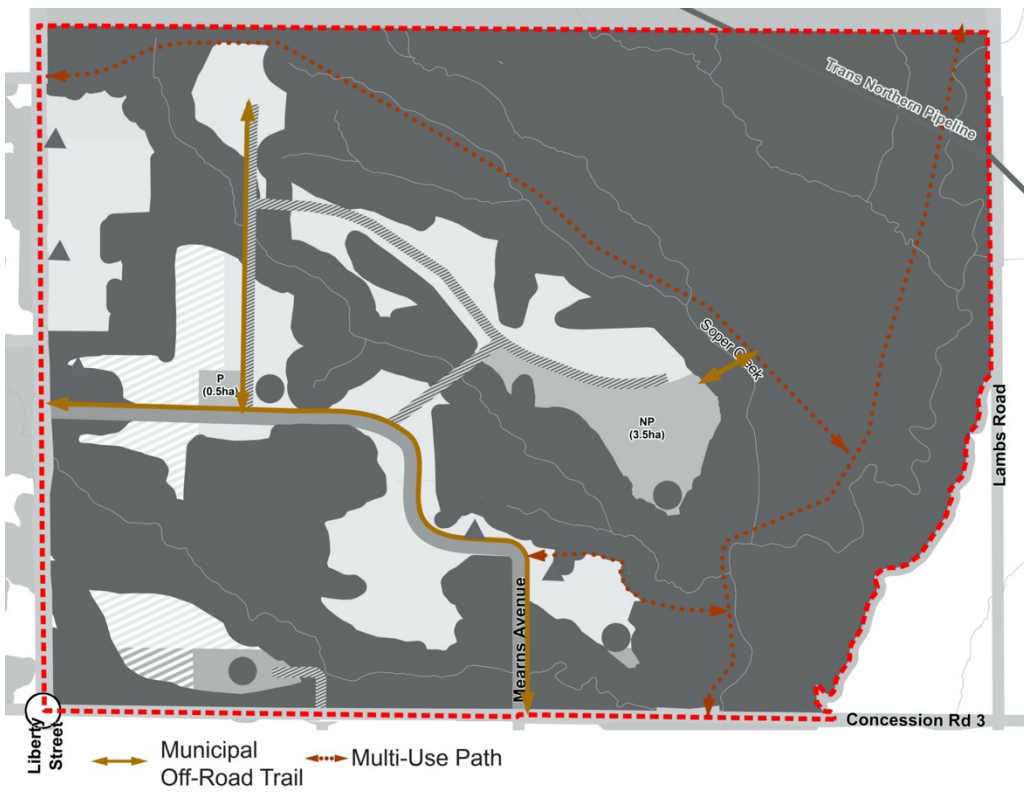 Trans Northern Pipeline
Soper Creek
P
(0.5ha)
NP
(3.5ha)
Lambs Road
Mearns Avenue
Concession Rd 3
Liberty
Street
Municipal
Off-Road Trail
Multi-Use Path